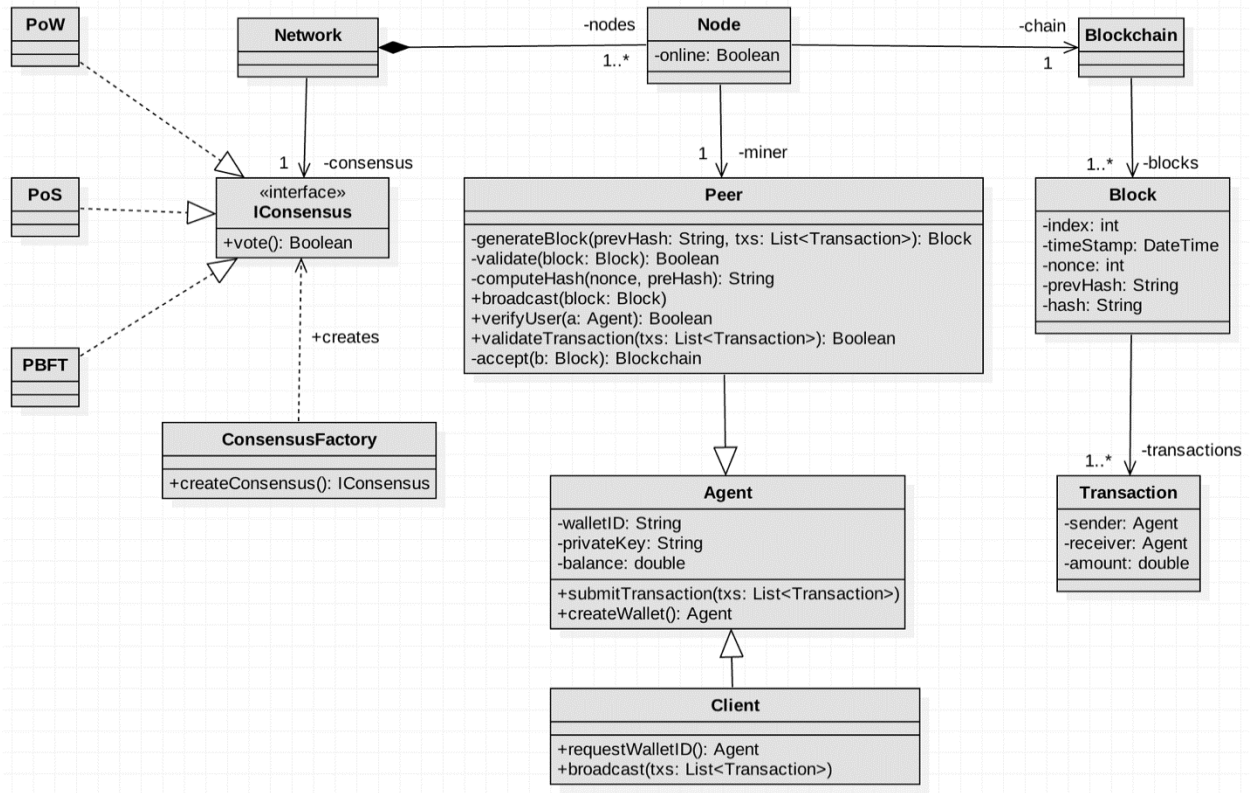 PoW
Network
-nodes
1..*
Node
-online: Boolean
-chain
1
Blockchain
1
-consensus
1
-miner
1..*
-blocks
PoS
«interface»
IConsensus
+vote(): Boolean
Peer
-generateBlock(prevHash: String, txs: List<Transaction>): Block
-validate(block: Block): Boolean
-computeHash(nonce, preHash): String
+broadcast(block: Block)
+verifyUser(a: Agent): Boolean
+validateTransaction(txs: List<Transaction>): Boolean
-accept(b: Block): Blockchain
Block
-index: int
-timeStamp: DateTime
-nonce: int
-prevHash: String
-hash: String
+creates
PBFT
ConsensusFactory
+createConsensus(): IConsensus
1..*
-transactions
Agent
-walletID: String
-privateKey: String
-balance: double
+submitTransaction(txs: List<Transaction>)
+createWallet(): Agent
Transaction
-sender: Agent
-receiver: Agent
-amount: double
Client
+requestWalletID(): Agent
+broadcast(txs: List<Transaction>)